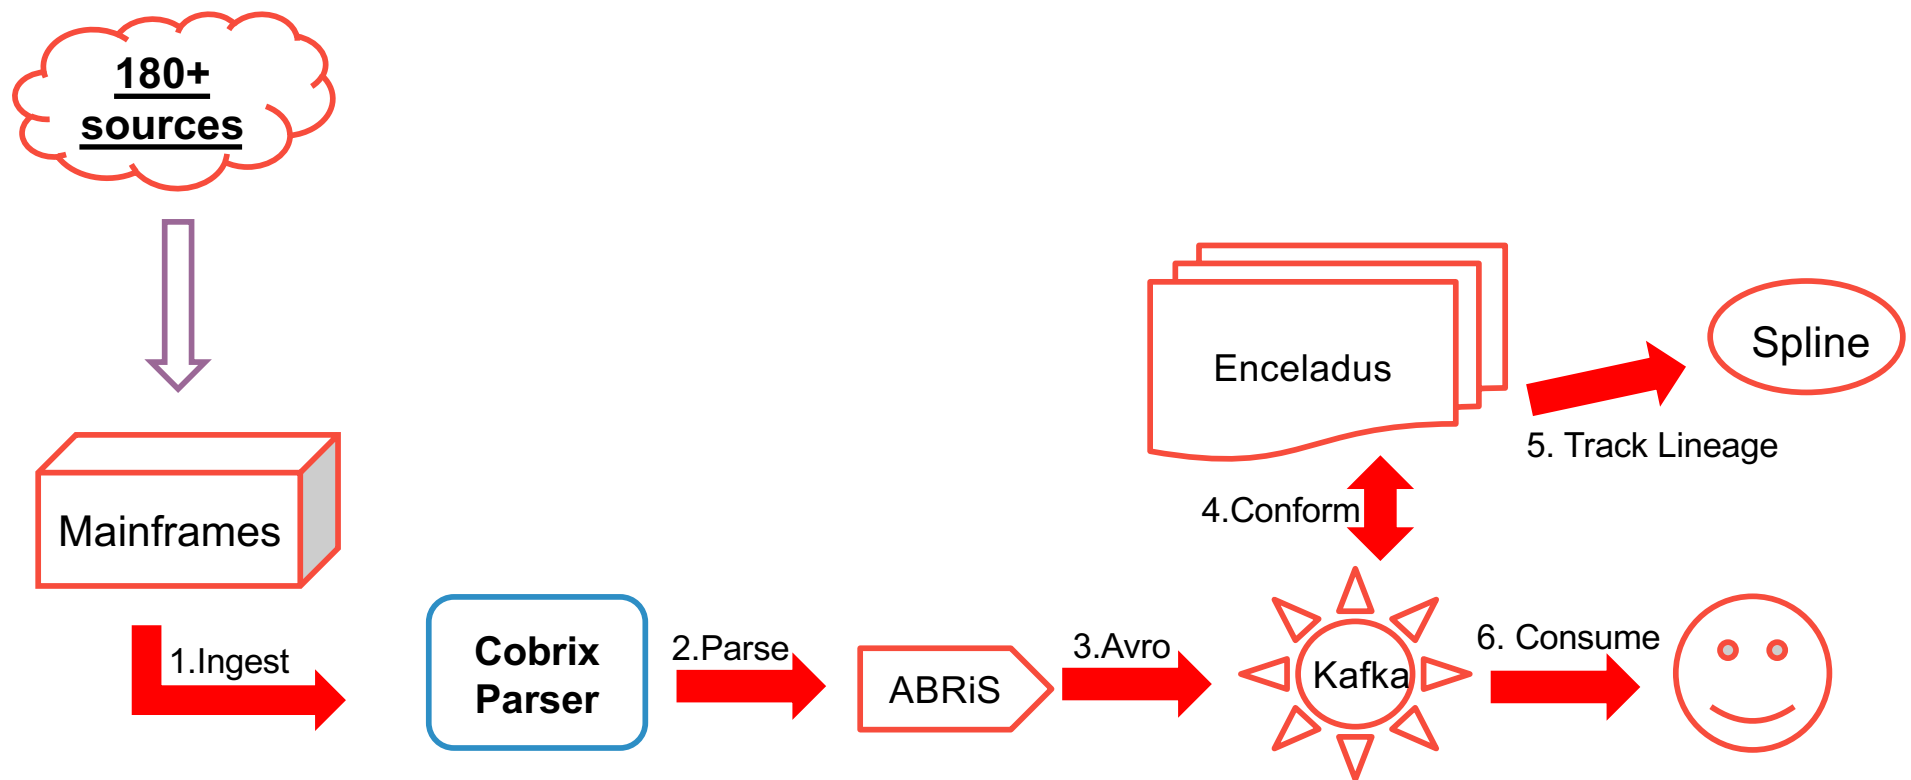 180+
sources
Mainframes
1.Ingest
Cobrix
Parser
2.Parse
ABRiS
3.Avro
Kafka
4.Conform
Enceladus
5. Track Lineage
Spline
6. Consume